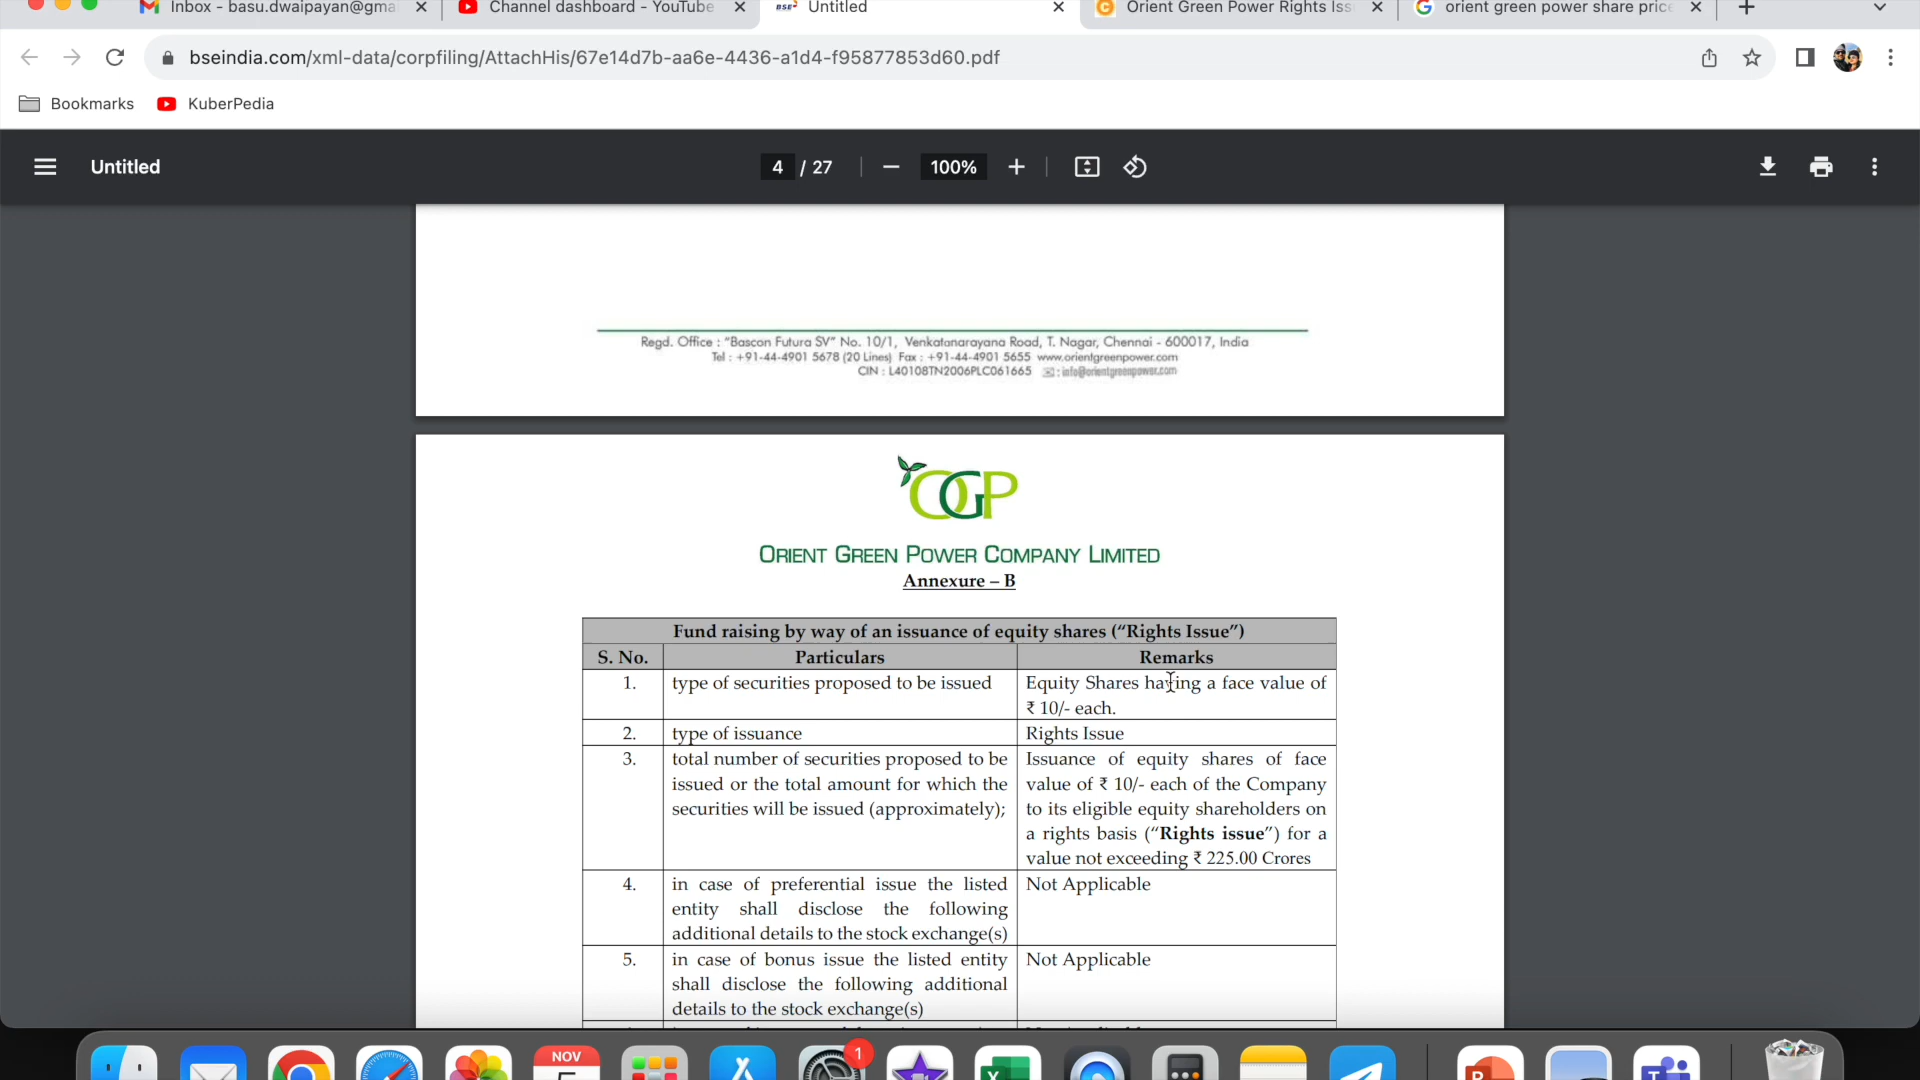 Inbox - basu.dwaipayan@gma
Channel dashboard - YouTube
BSE
Untitled
Orient Green Power Rights Iss
orient green power share price
bseindia.com/xml-data/corpfiling/AttachHis/67e14d7b-aa6e-4436-a1d4-f95877853d60.pdf
Bookmarks
KuberPedia
Untitled
4 / 27
100%
Regd. Office : "Bascon Futura SV" No. 10/1, Venkatanarayana Road, T. Nagar, Chennai - 600017, India
Tel : +91-44-4901 5678 (20 Lines) Fax : +91-44-4901 5655 www.orientgreenpower.com
CIN : L40108TN2006PLC061665 : info@orientgreenpower.com
OGP
ORIENT GREEN POWER COMPANY LIMITED
Annexure – B
Fund raising by way of an issuance of equity shares (“Rights Issue”)
S. No. Particulars Remarks
1. type of securities proposed to be issued Equity Shares having a face value of
₹ 10/- each.
2. type of issuance Rights Issue
3. total number of securities proposed to be Issuance of equity shares of face
issued or the total amount for which the value of ₹ 10/- each of the Company
securities will be issued (approximately); to its eligible equity shareholders on
a rights basis (“Rights issue”) for a
value not exceeding ₹ 225.00 Crores
4. in case of preferential issue the listed Not Applicable
entity shall disclose the following
additional details to the stock exchange(s)
5. in case of bonus issue the listed entity Not Applicable
shall disclose the following additional
details to the stock exchange(s)
NOV
1